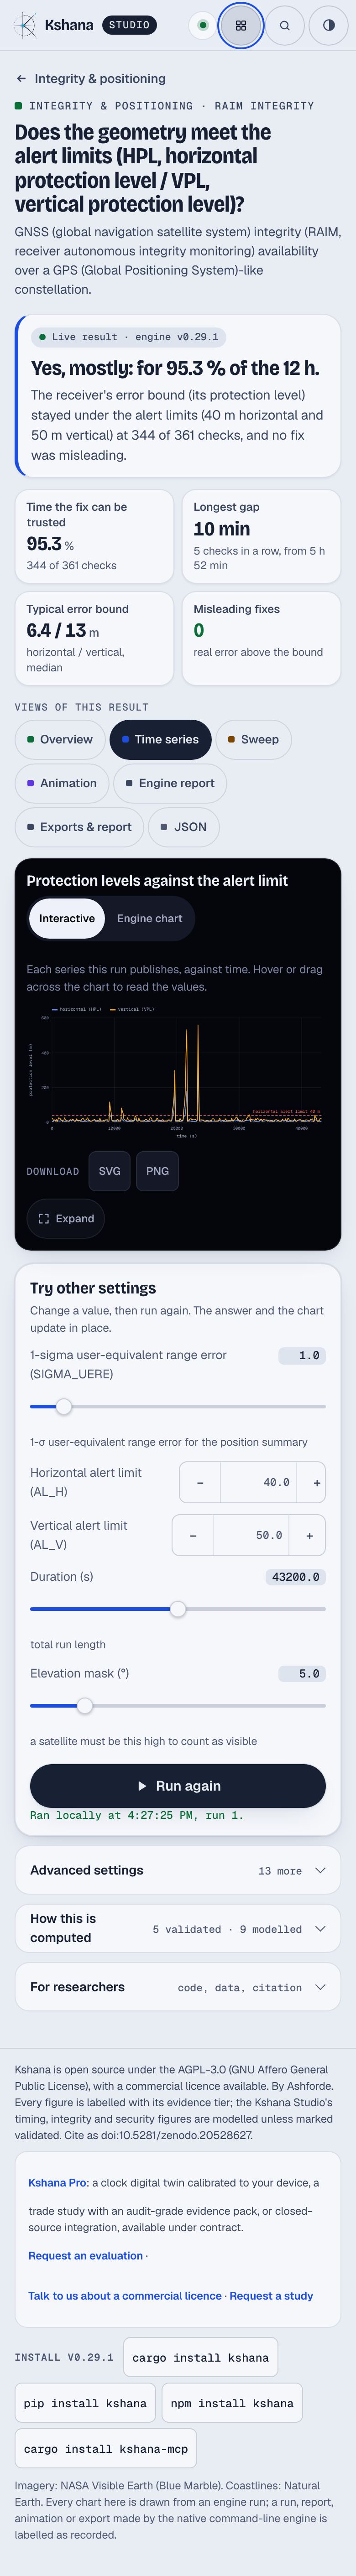 Kshana STUDIO
← Integrity & positioning
INTEGRITY & POSITIONING · RAIM INTEGRITY
Does the geometry meet the
alert limits (HPL, horizontal
protection level / VPL,
vertical protection level)?
GNSS (global navigation satellite system) integrity (RAIM,
receiver autonomous integrity monitoring) availability
over a GPS (Global Positioning System)-like
constellation.
Live result · engine v0.29.1
Yes, mostly: for 95.3 % of the 12 h.
The receiver's error bound (its protection level)
stayed under the alert limits (40 m horizontal and
50 m vertical) at 344 of 361 checks, and no fix
was misleading.
Time the fix can be
trusted
95.3 %
344 of 361 checks
Longest gap
10 min
5 checks in a row, from 5 h
52 min
Typical error bound
6.4 / 13 m
horizontal / vertical,
median
Misleading fixes
0
real error above the bound
VIEWS OF THIS RESULT
Overview Time series Sweep
Animation Engine report
Exports & report JSON
Protection levels against the alert limit
Interactive Engine chart
Each series this run publishes, against time. Hover or drag
across the chart to read the values.
horizontal (HPL) vertical (VPL)
600
400
200
0
protection level (m)
horizontal alert limit 40 m
0 10000 20000 30000 40000
time (s)
DOWNLOAD SVG PNG
Expand
Try other settings
Change a value, then run again. The answer and the chart
update in place.
1-sigma user-equivalent range error
(SIGMA_UERE)
1.0
1-σ user-equivalent range error for the position summary
Horizontal alert limit
(AL_H)
− 40.0 +
Vertical alert limit
(AL_V)
− 50.0 +
Duration (s) 43200.0
total run length
Elevation mask (°) 5.0
a satellite must be this high to count as visible
Run again
Ran locally at 4:27:25 PM, run 1.
Advanced settings 13 more
How this is
computed
5 validated · 9 modelled
For researchers code, data, citation
Kshana is open source under the AGPL-3.0 (GNU Affero General
Public License), with a commercial licence available. By Ashforde.
Every figure is labelled with its evidence tier; the Kshana Studio's
timing, integrity and security figures are modelled unless marked
validated. Cite as doi:10.5281/zenodo.20528627.
Kshana Pro: a clock digital twin calibrated to your device, a
trade study with an audit-grade evidence pack, or closed-
source integration, available under contract.
Request an evaluation ·
Talk to us about a commercial licence · Request a study
INSTALL V0.29.1 cargo install kshana
pip install kshana npm install kshana
cargo install kshana-mcp
Imagery: NASA Visible Earth (Blue Marble). Coastlines: Natural
Earth. Every chart here is drawn from an engine run; a run, report,
animation or export made by the native command-line engine is
labelled as recorded.